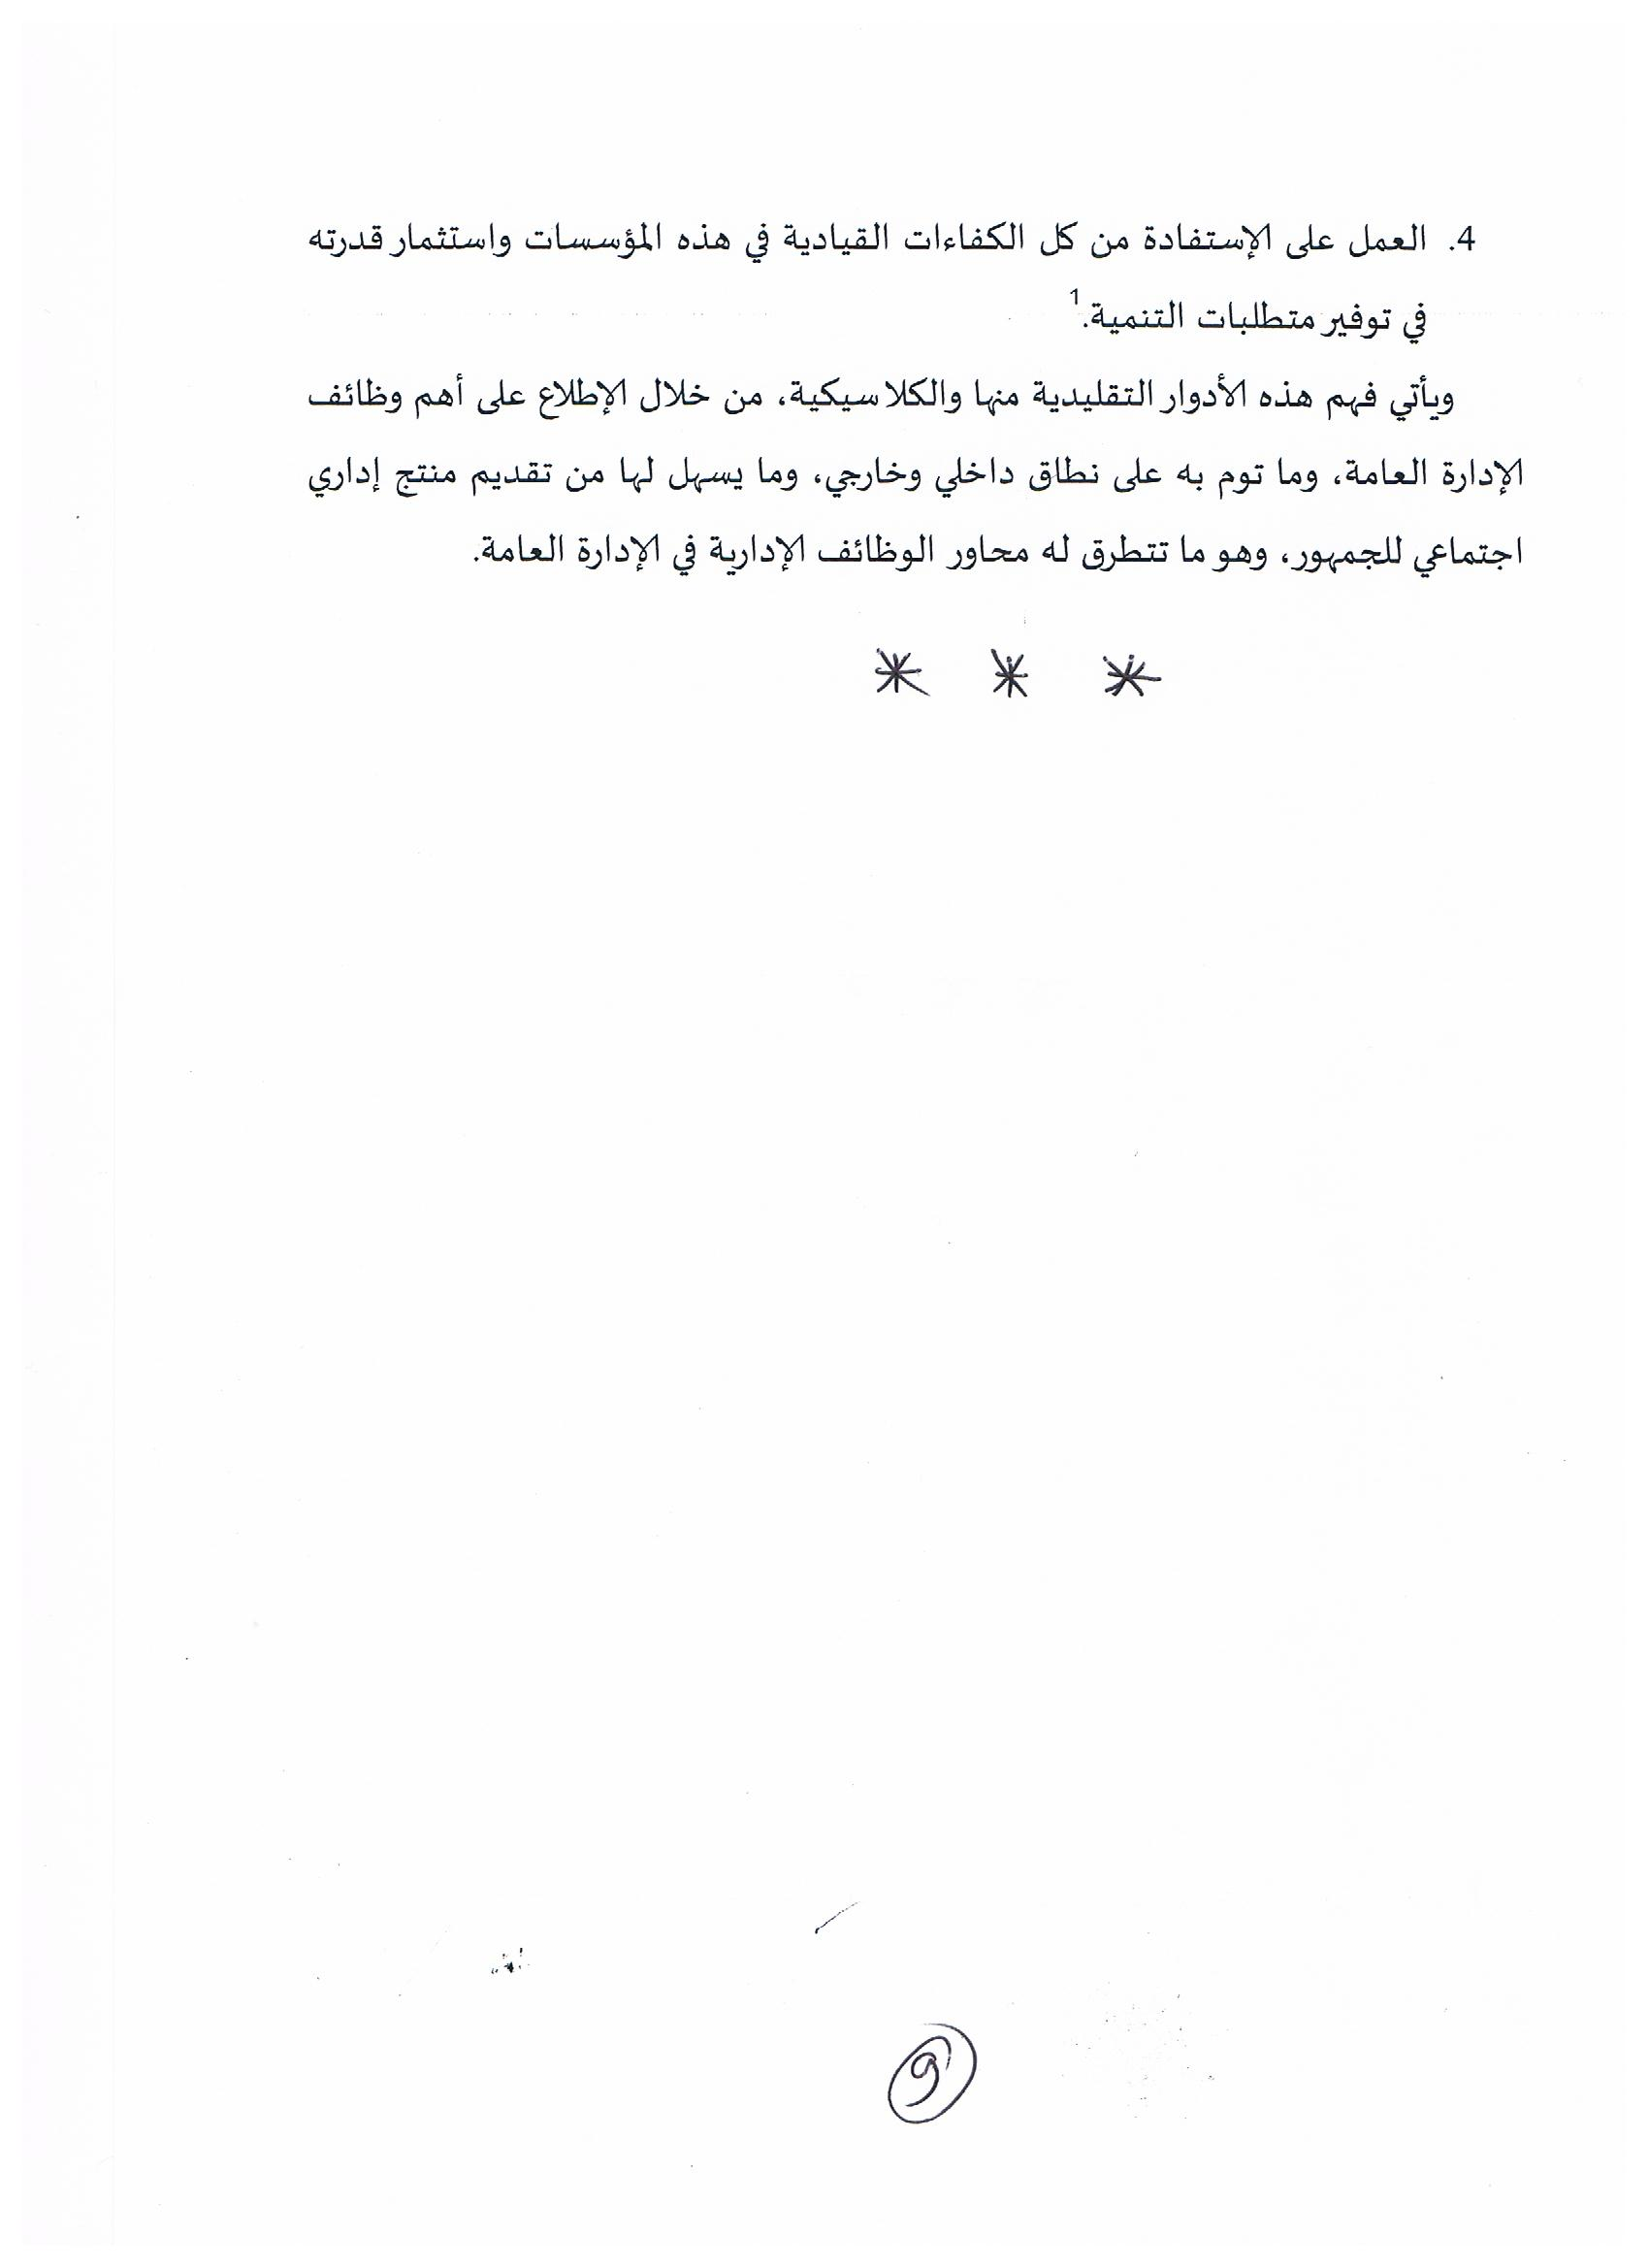 4. العمل على الإستفادة من كل الكفاءات القيادية في هذه المؤسسات واستثمار قدرته
في توفير متطلبات التنمية.1
ويأتي فهم هذه الأدوار التقليدية منها والكلاسيكية، من خلال الإطلاع على أهم وظائف
الإدارة العامة، وما توم به على نطاق داخلي وخارجي، وما يسهل لها من تقديم منتج إداري
اجتماعي للجمهور، وهو ما تتطرق له محاور الوظائف الإدارية في الإدارة العامة.
* * *
9